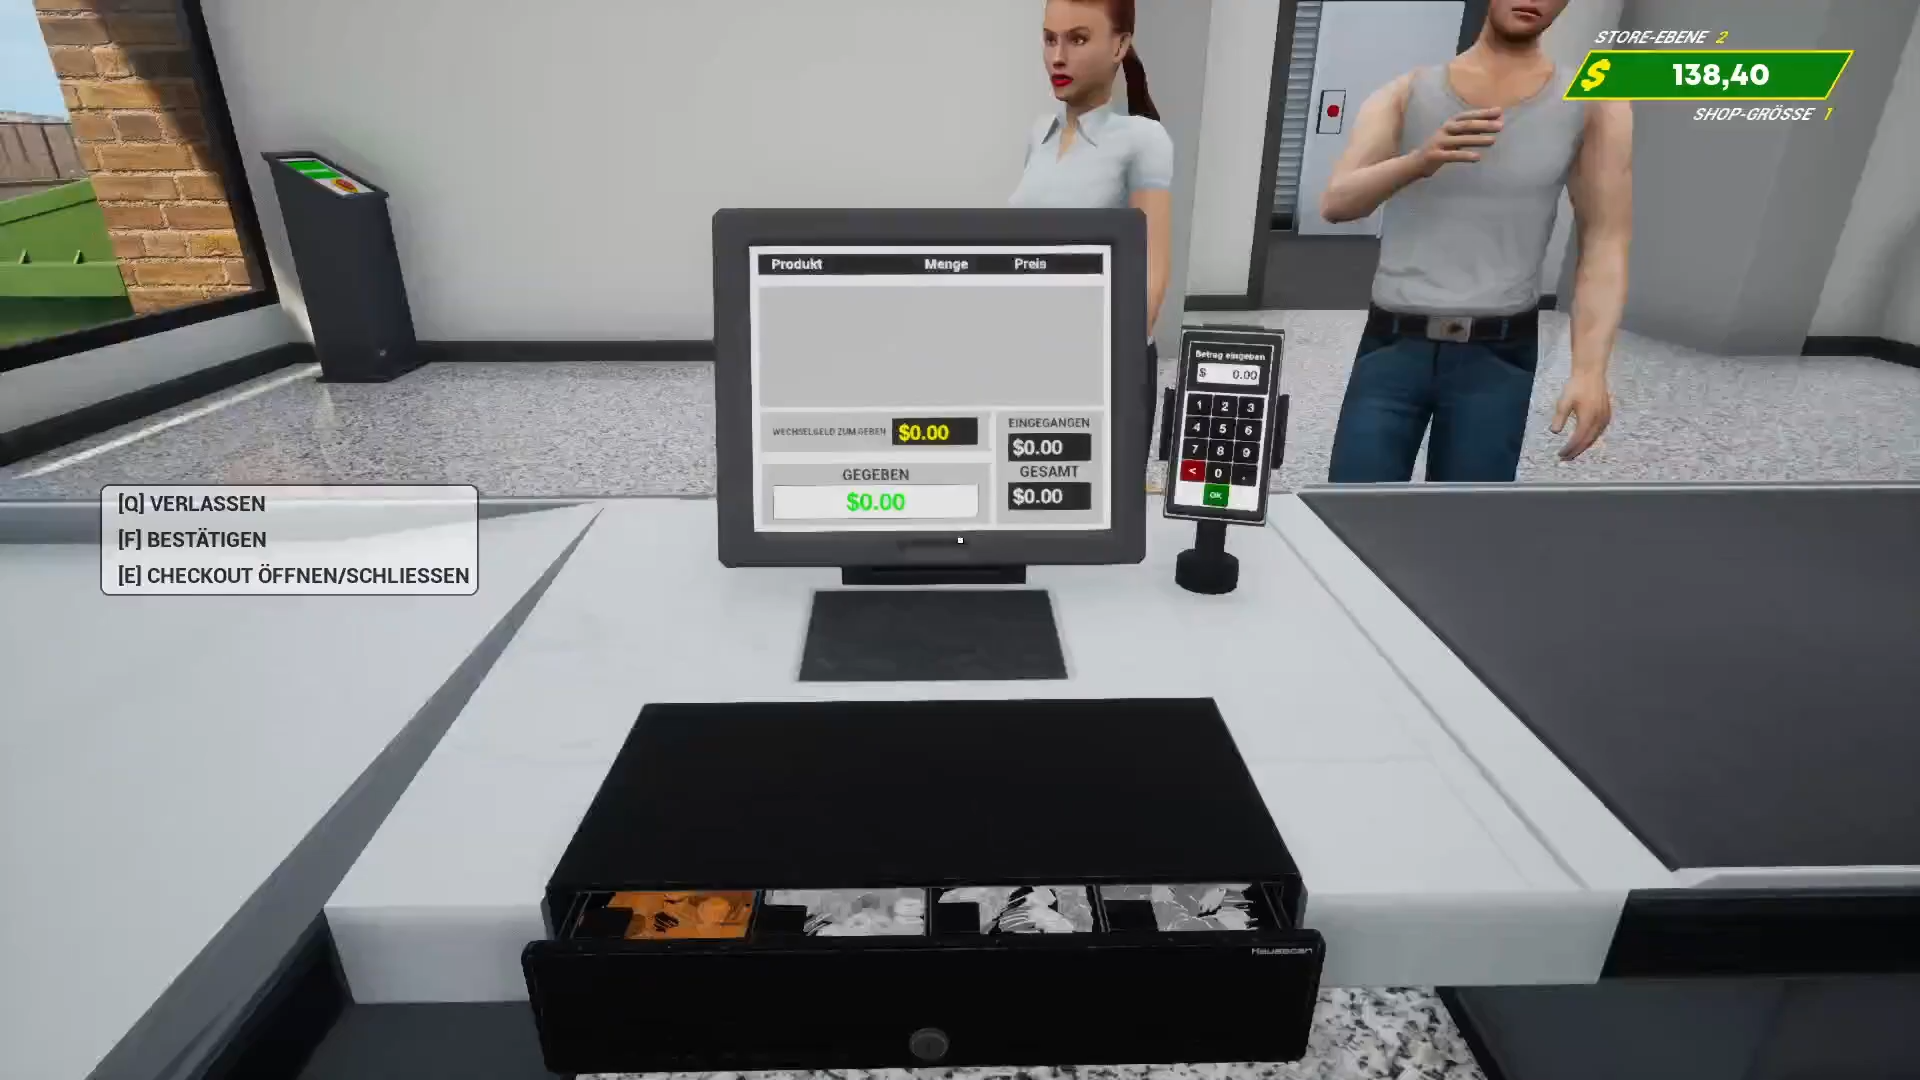 STORE-EBENE 2
$ 138,40
SHOP-GRÖSSE 1
Produkt Menge Preis
WECHSELGELD ZUM GEBEN $0.00
GEGEBEN
$0.00
EINGEGANGEN
$0.00
GESAMT
$0.00
Betrag eingeben
$ 0.00
1 2 3
4 5 6
7 8 9
< 0 .
OK
[Q] VERLASSEN
[F] BESTÄTIGEN
[E] CHECKOUT ÖFFNEN/SCHLIESSEN